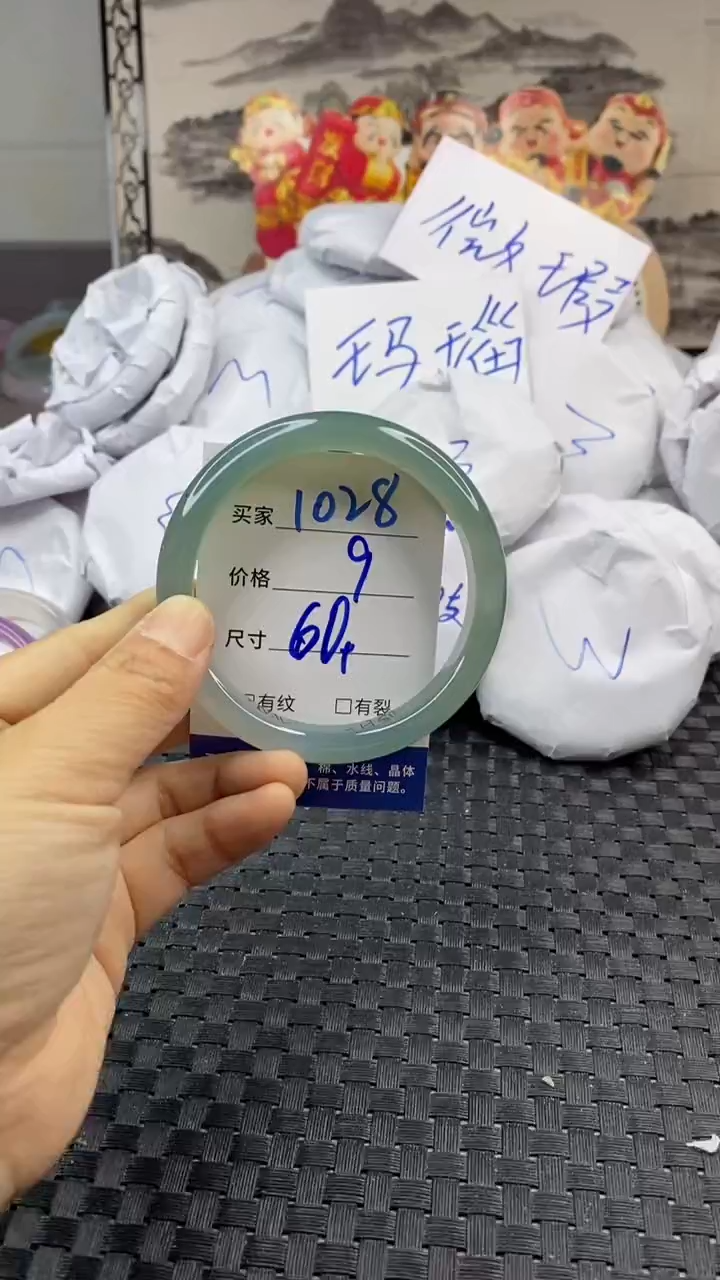 微瑕
玛瑙
买家 1028
价格 9
尺寸 60+
有纹 □有裂
棉、水线、晶体
不属于质量问题。
W